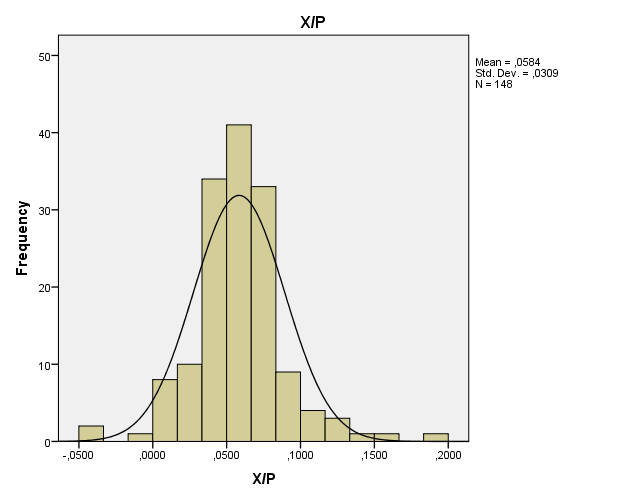 X/P
Mean = ,0584
Std. Dev. = ,0309
N = 148
50
40
30
20
10
0
Frequency
-,0500 ,0000 ,0500 ,1000 ,1500 ,2000
X/P